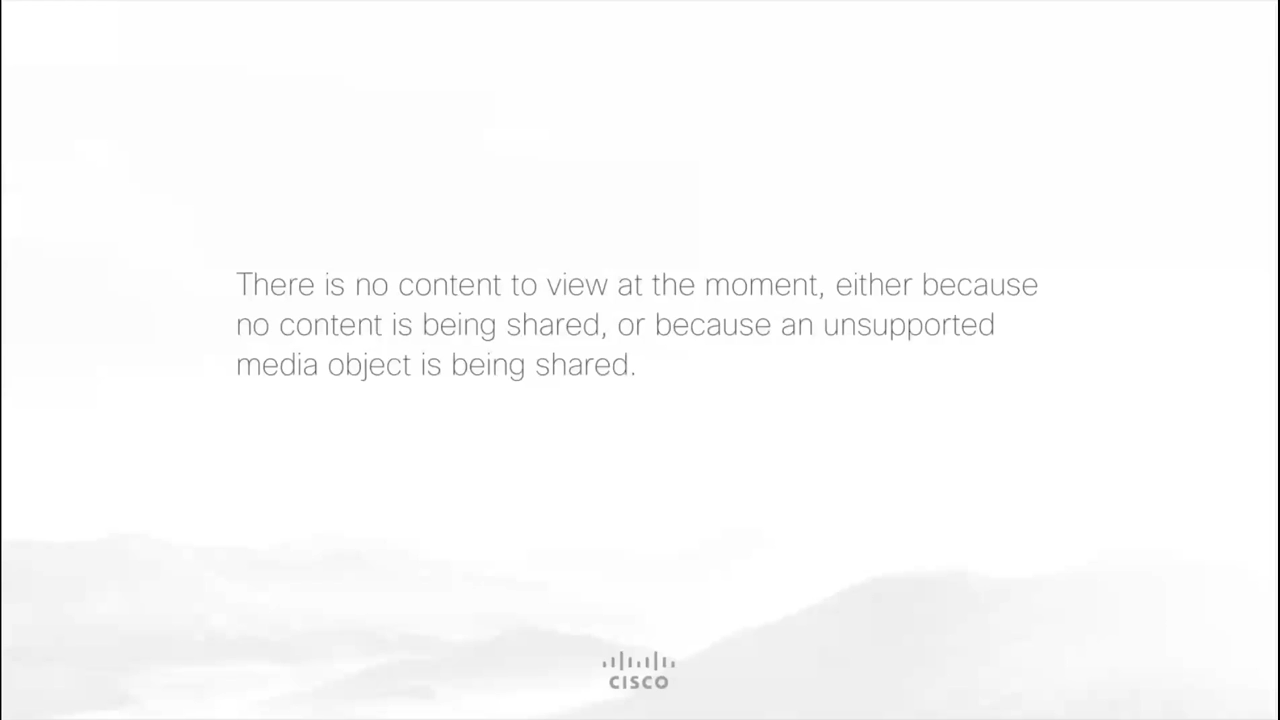 There is no content to view at the moment, either because
no content is being shared, or because an unsupported
media object is being shared.
CISCO